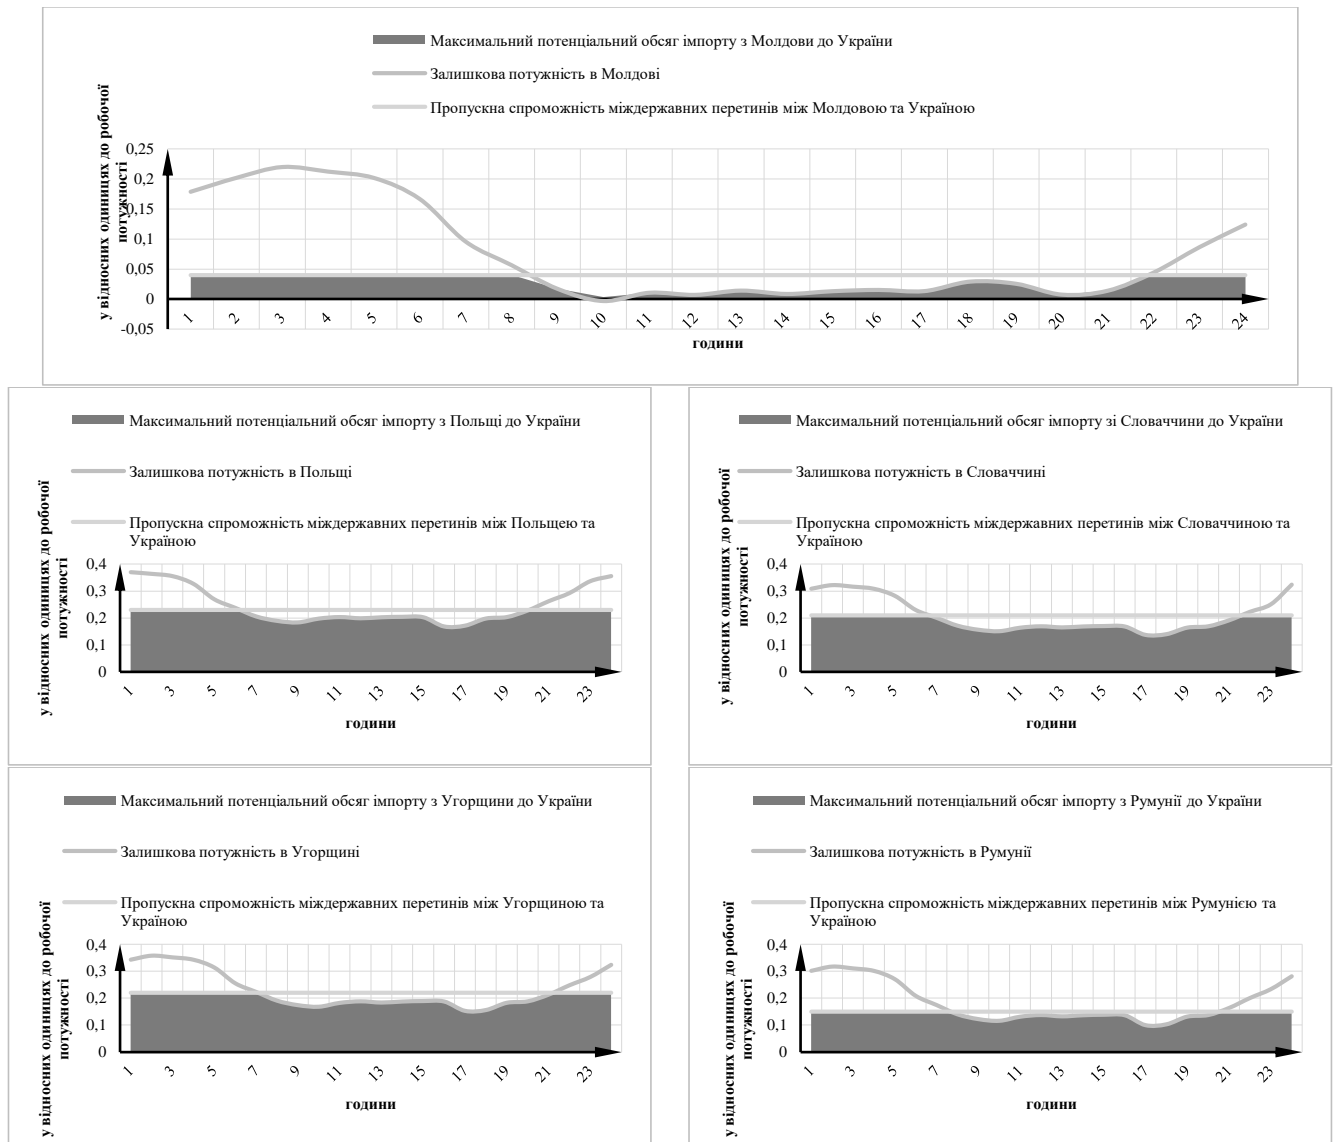 Максимальний потенціальний обсяг імпорту з Молдови до України
Залишкова потужність в Молдові
Пропускна спроможність міждержавних перетинів між Молдовою та Україною
у відносних одиницях до робочої
потужності
0,25
0,2
0,15
0,1
0,05
0
-0,05
1 2 3 4 5 6 7 8 9 10 11 12 13 14 15 16 17 18 19 20 21 22 23 24
години
Максимальний потенціальний обсяг імпорту з Польщі до України
Залишкова потужність в Польщі
Пропускна спроможність міждержавних перетинів між Польщею та
Україною
у відносних одиницях до робочої
потужності
0,4
0,3
0,2
0,1
0
1 3 5 7 9 11 13 15 17 19 21 23
години
Максимальний потенціальний обсяг імпорту зі Словаччини до України
Залишкова потужність в Словаччині
Пропускна спроможність міждержавних перетинів між Словаччиною та
Україною
у відносних одиницях до робочої
потужності
0,4
0,3
0,2
0,1
0
1 3 5 7 9 11 13 15 17 19 21 23
години
Максимальний потенціальний обсяг імпорту з Угорщини до України
Залишкова потужність в Угорщині
Пропускна спроможність міждержавних перетинів між Угорщиною та
Україною
у відносних одиницях до робочої
потужності
0,4
0,3
0,2
0,1
0
1 3 5 7 9 11 13 15 17 19 21 23
години
Максимальний потенціальний обсяг імпорту з Румунії до України
Залишкова потужність в Румунії
Пропускна спроможність міждержавних перетинів між Румунією та
Україною
у відносних одиницях до робочої
потужності
0,4
0,3
0,2
0,1
0
1 3 5 7 9 11 13 15 17 19 21 23
години